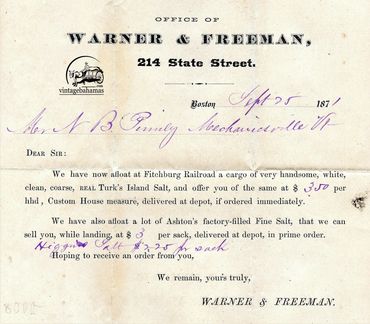 OFFICE OF
WARNER & FREEMAN,
214 State Street.
vintagebahamas
Boston Sept 25 1871
Mr N B Pinney Mechanicsville Vt
DEAR SIR:
We have now afloat at Fitchburg Railroad a cargo of very handsome, white,
clean, coarse, REAL Turk's Island Salt, and offer you of the same at $ 3.50 per
hhd, Custom House measure, delivered at depot, if ordered immediately.
We have also afloat a lot of Ashton's factory-filled Fine Salt, that we can
sell you, while landing, at $ 3 per sack, delivered at depot, in prime order.
Higgins Salt $2.25 pr sack
Hoping to receive an order from you,
We remain, yours truly,
WARNER & FREEMAN.